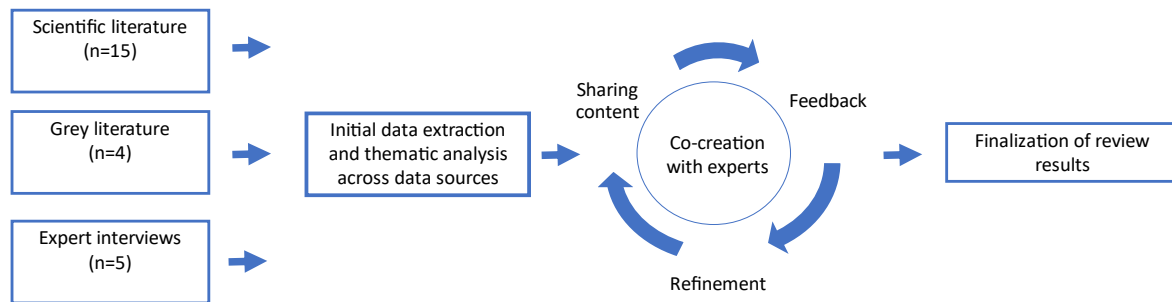 Scientific literature
(n=15)
Grey literature
(n=4)
Expert interviews
(n=5)
Initial data extraction
and thematic analysis
across data sources
Sharing
content
Co-creation
with experts
Feedback
Refinement
Finalization of review
results